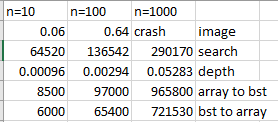 n=10 n=100 n=1000
0.06 0.64 crash image
64520 136542 290170 search
0.00096 0.00294 0.05283 depth
8500 97000 965800 array to bst
6000 65400 721530 bst to array